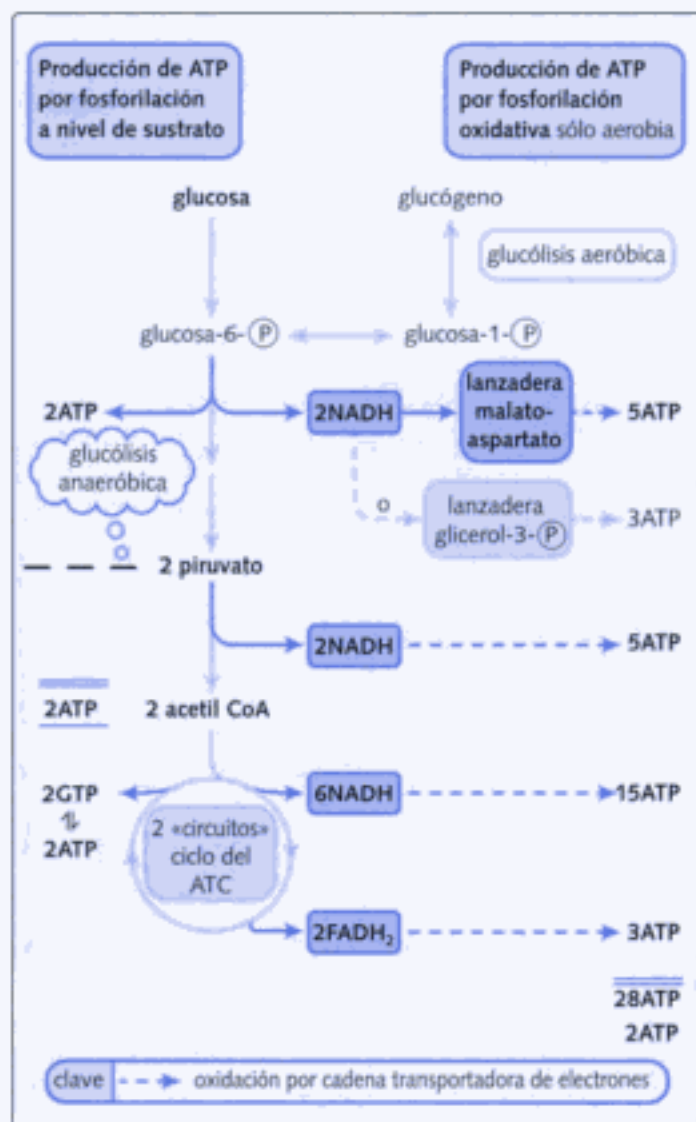 Producción de ATP
por fosforilación
a nivel de sustrato
Producción de ATP
por fosforilación
oxidativa sólo aerobia
glucosa
glucógeno
glucólisis aeróbica
glucosa-6-P
glucosa-1-P
2ATP
2NADH
lanzadera
malato-
aspartato
5ATP
glucólisis
anaeróbica
o
lanzadera
glicerol-3-P
3ATP
2 piruvato
2NADH
5ATP
2ATP
2 acetil CoA
2GTP
6NADH
15ATP
2ATP
2 «circuitos»
ciclo del
ATC
2FADH₂
3ATP
28ATP
2ATP
clave
oxidación por cadena transportadora de electrones